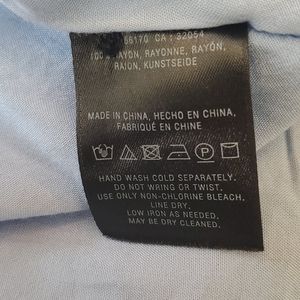 66170 CA : 32054
100% RAYON, RAYONNE, RAYÓN,
RAION, KUNSTSEIDE
MADE IN CHINA, HECHO EN CHINA,
FABRIQUÉ EN CHINE
HAND WASH COLD SEPARATELY.
DO NOT WRING OR TWIST.
USE ONLY NON-CHLORINE BLEACH.
LINE DRY.
LOW IRON AS NEEDED.
MAY BE DRY CLEANED.